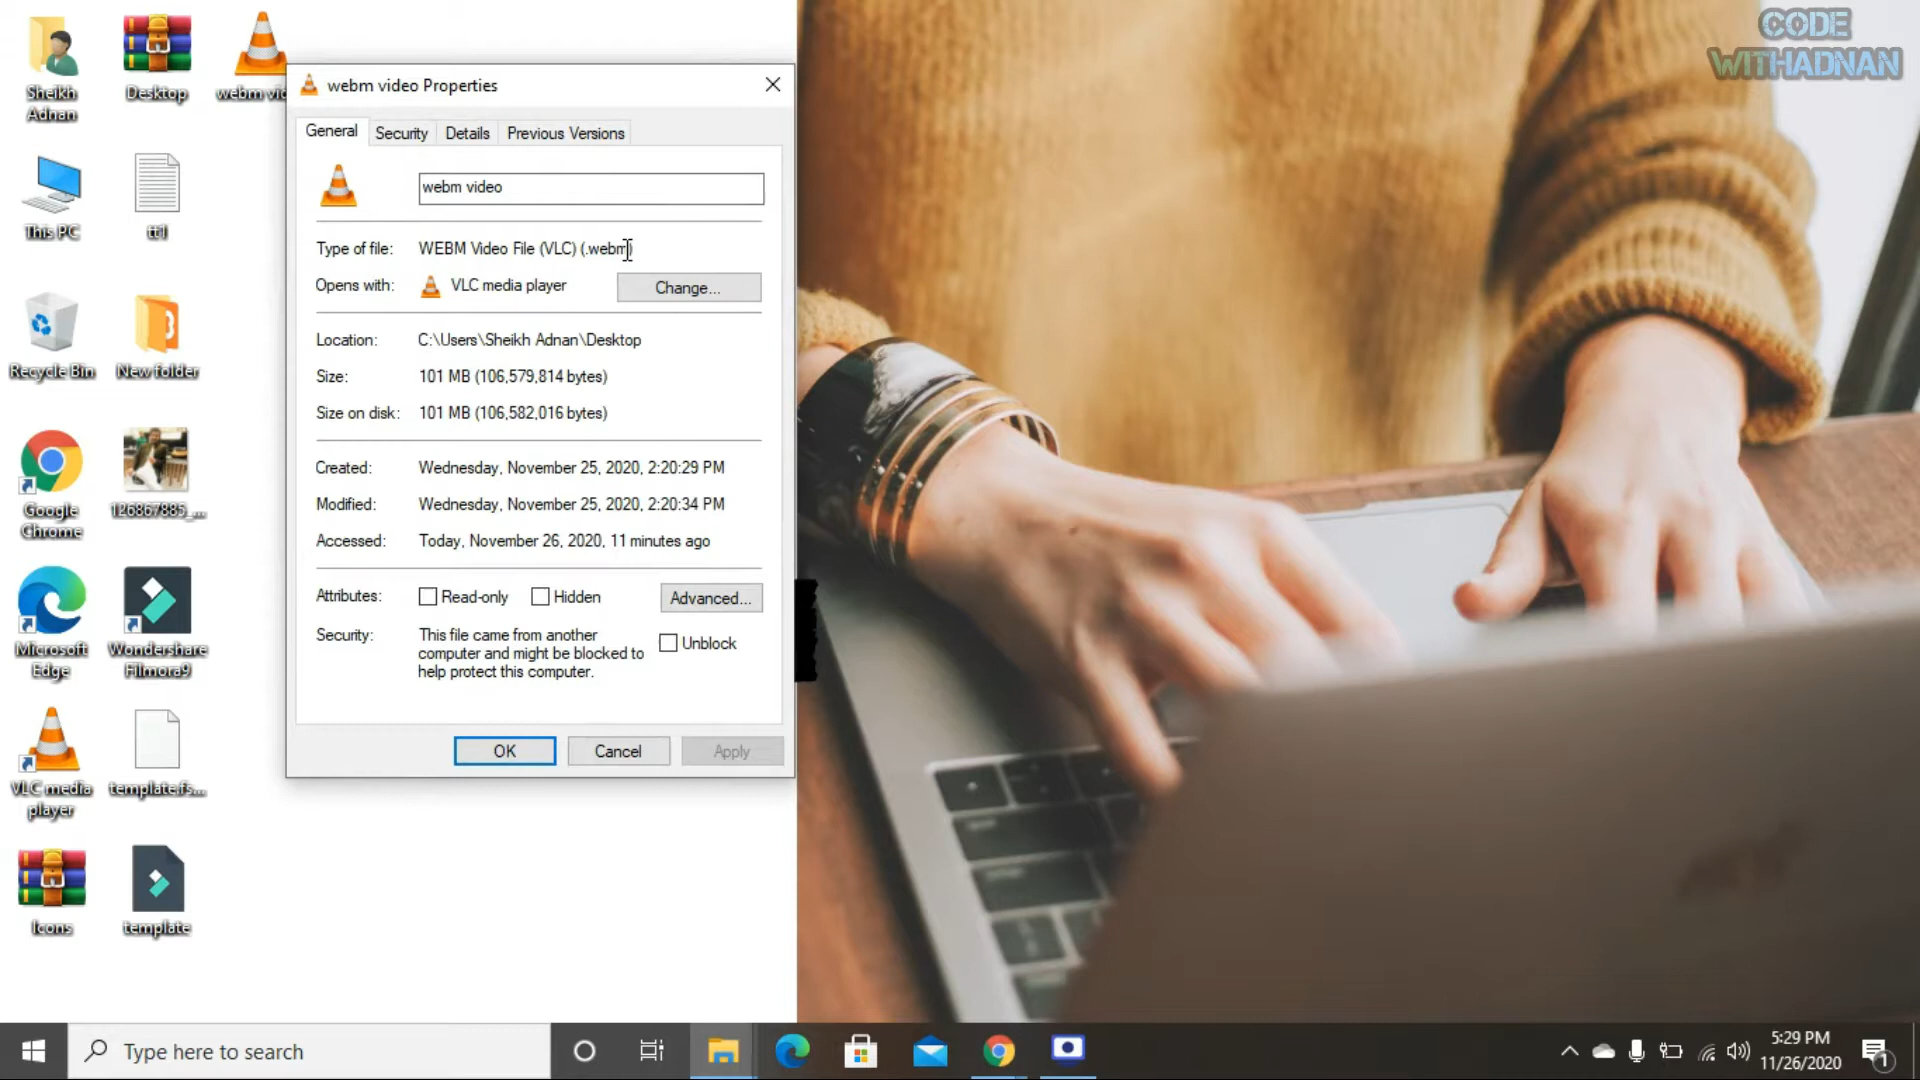 CODE
WITHADNAN
Sheikh
Adnan
Desktop
webm vi
This PC
tt1
Recycle Bin
New folder
Google
Chrome
126867885_...
Microsoft
Edge
Wondershare
Filmora9
VLC media
player
template.fs...
Icons
template
webm video Properties
General
Security
Details
Previous Versions
webm video
Type of file: WEBM Video File (VLC) (.webm)
Opens with: VLC media player
Change...
Location: C:\Users\Sheikh Adnan\Desktop
Size: 101 MB (106,579,814 bytes)
Size on disk: 101 MB (106,582,016 bytes)
Created: Wednesday, November 25, 2020, 2:20:29 PM
Modified: Wednesday, November 25, 2020, 2:20:34 PM
Accessed: Today, November 26, 2020, 11 minutes ago
Attributes: Read-only Hidden Advanced...
Security: This file came from another
computer and might be blocked to
help protect this computer.
Unblock
OK
Cancel
Apply
Type here to search
5:29 PM
11/26/2020
1